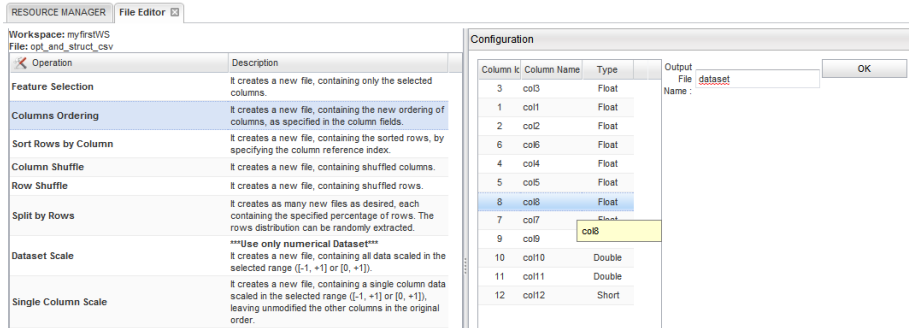 RESOURCE MANAGER File Editor
Workspace: myfirstWS
File: opt_and_struct_csv
Operation Description
Feature Selection It creates a new file, containing only the selected
columns.
Columns Ordering It creates a new file, containing the new ordering of
columns, as specified in the column fields.
Sort Rows by Column It creates a new file, containing the sorted rows, by
specifying the column reference index.
Column Shuffle It creates a new file, containing shuffled columns.
Row Shuffle It creates a new file, containing shuffled rows.
Split by Rows It creates as many new files as desired, each
containing the specified percentage of rows. The
rows distribution can be randomly extracted.
Dataset Scale ***Use only numerical Dataset***
It creates a new file, containing all data scaled in the
selected range ([-1, +1] or [0, +1]).
Single Column Scale It creates a new file, containing a single column data
scaled in the selected range ([-1, +1] or [0, +1]),
leaving unmodified the other columns in the original
order.
Configuration
Column Ic Column Name Type
3 col3 Float
1 col1 Float
2 col2 Float
6 col6 Float
4 col4 Float
5 col5 Float
8 col8 Float
7 col7 Float
col8
9 col9
10 col10 Double
11 col11 Double
12 col12 Short
Output
File
Name :
dataset
OK